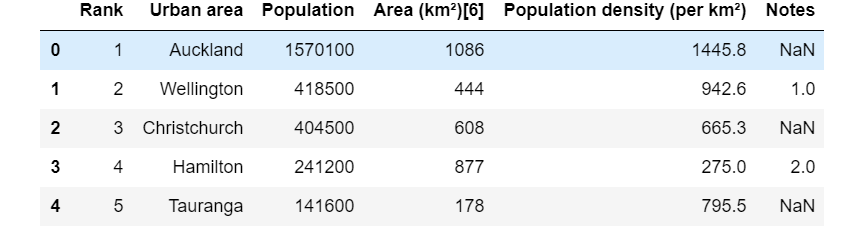 Rank Urban area Population Area (km²)[6] Population density (per km²) Notes
0 1 Auckland 1570100 1086 1445.8 NaN
1 2 Wellington 418500 444 942.6 1.0
2 3 Christchurch 404500 608 665.3 NaN
3 4 Hamilton 241200 877 275.0 2.0
4 5 Tauranga 141600 178 795.5 NaN